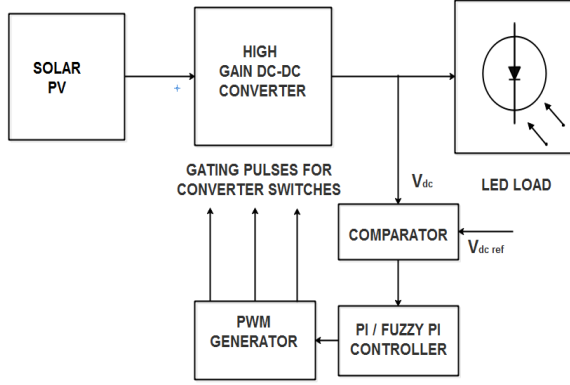 SOLAR
PV
+
HIGH
GAIN DC-DC
CONVERTER
LED LOAD
GATING PULSES FOR
CONVERTER SWITCHES
Vdc
COMPARATOR
Vdc ref
PWM
GENERATOR
PI / FUZZY PI
CONTROLLER